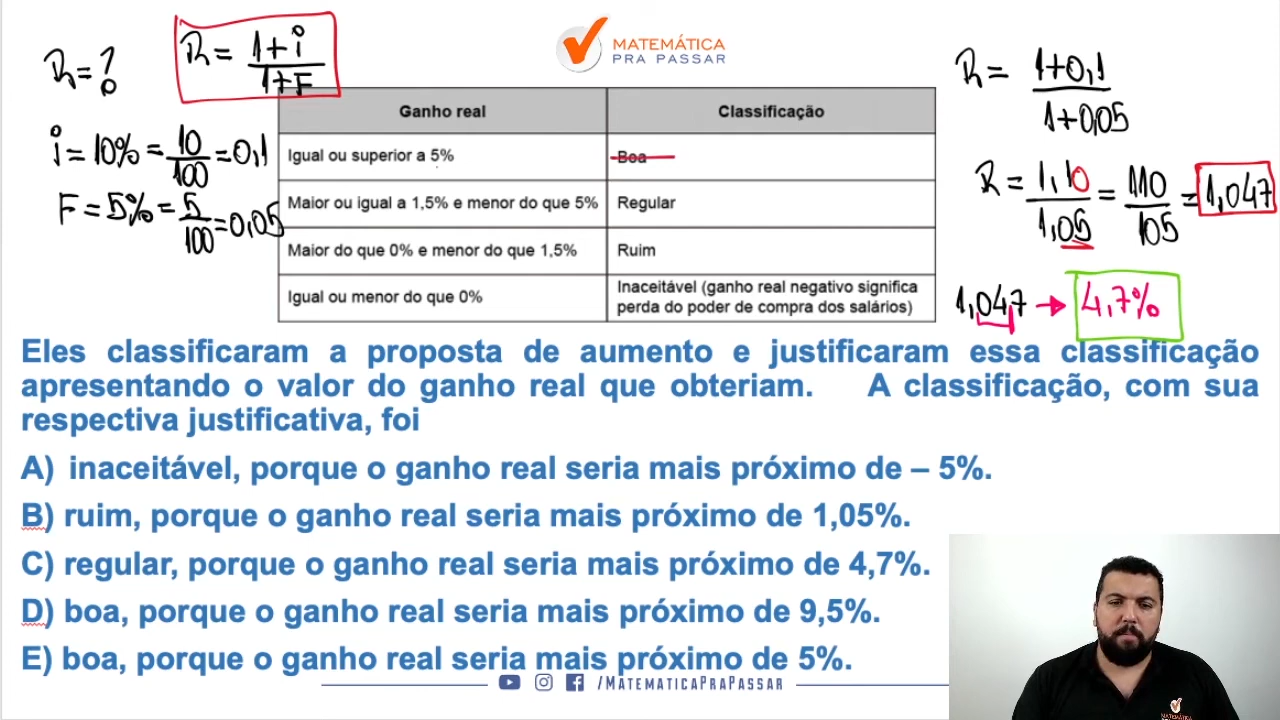 R = ?
R = 1+i / 1+F
i = 10% = 10/100 = 0,1
F = 5% = 5/100 = 0,05
MATEMÁTICA
PRA PASSAR
Ganho real Classificação
Igual ou superior a 5% Boa
Maior ou igual a 1,5% e menor do que 5% Regular
Maior do que 0% e menor do que 1,5% Ruim
Igual ou menor do que 0% Inaceitável (ganho real negativo significa
perda do poder de compra dos salários)
R = 1+0,1 / 1+0,05
R = 1,10 / 1,05 = 110/105 = 1,047
1,047 → 4,7%
Eles classificaram a proposta de aumento e justificaram essa classificação
apresentando o valor do ganho real que obteriam. A classificação, com sua
respectiva justificativa, foi
A) inaceitável, porque o ganho real seria mais próximo de – 5%.
B) ruim, porque o ganho real seria mais próximo de 1,05%.
C) regular, porque o ganho real seria mais próximo de 4,7%.
D) boa, porque o ganho real seria mais próximo de 9,5%.
E) boa, porque o ganho real seria mais próximo de 5%.
/MATEMATICAPRAPASSAR
MATEMÁTICA